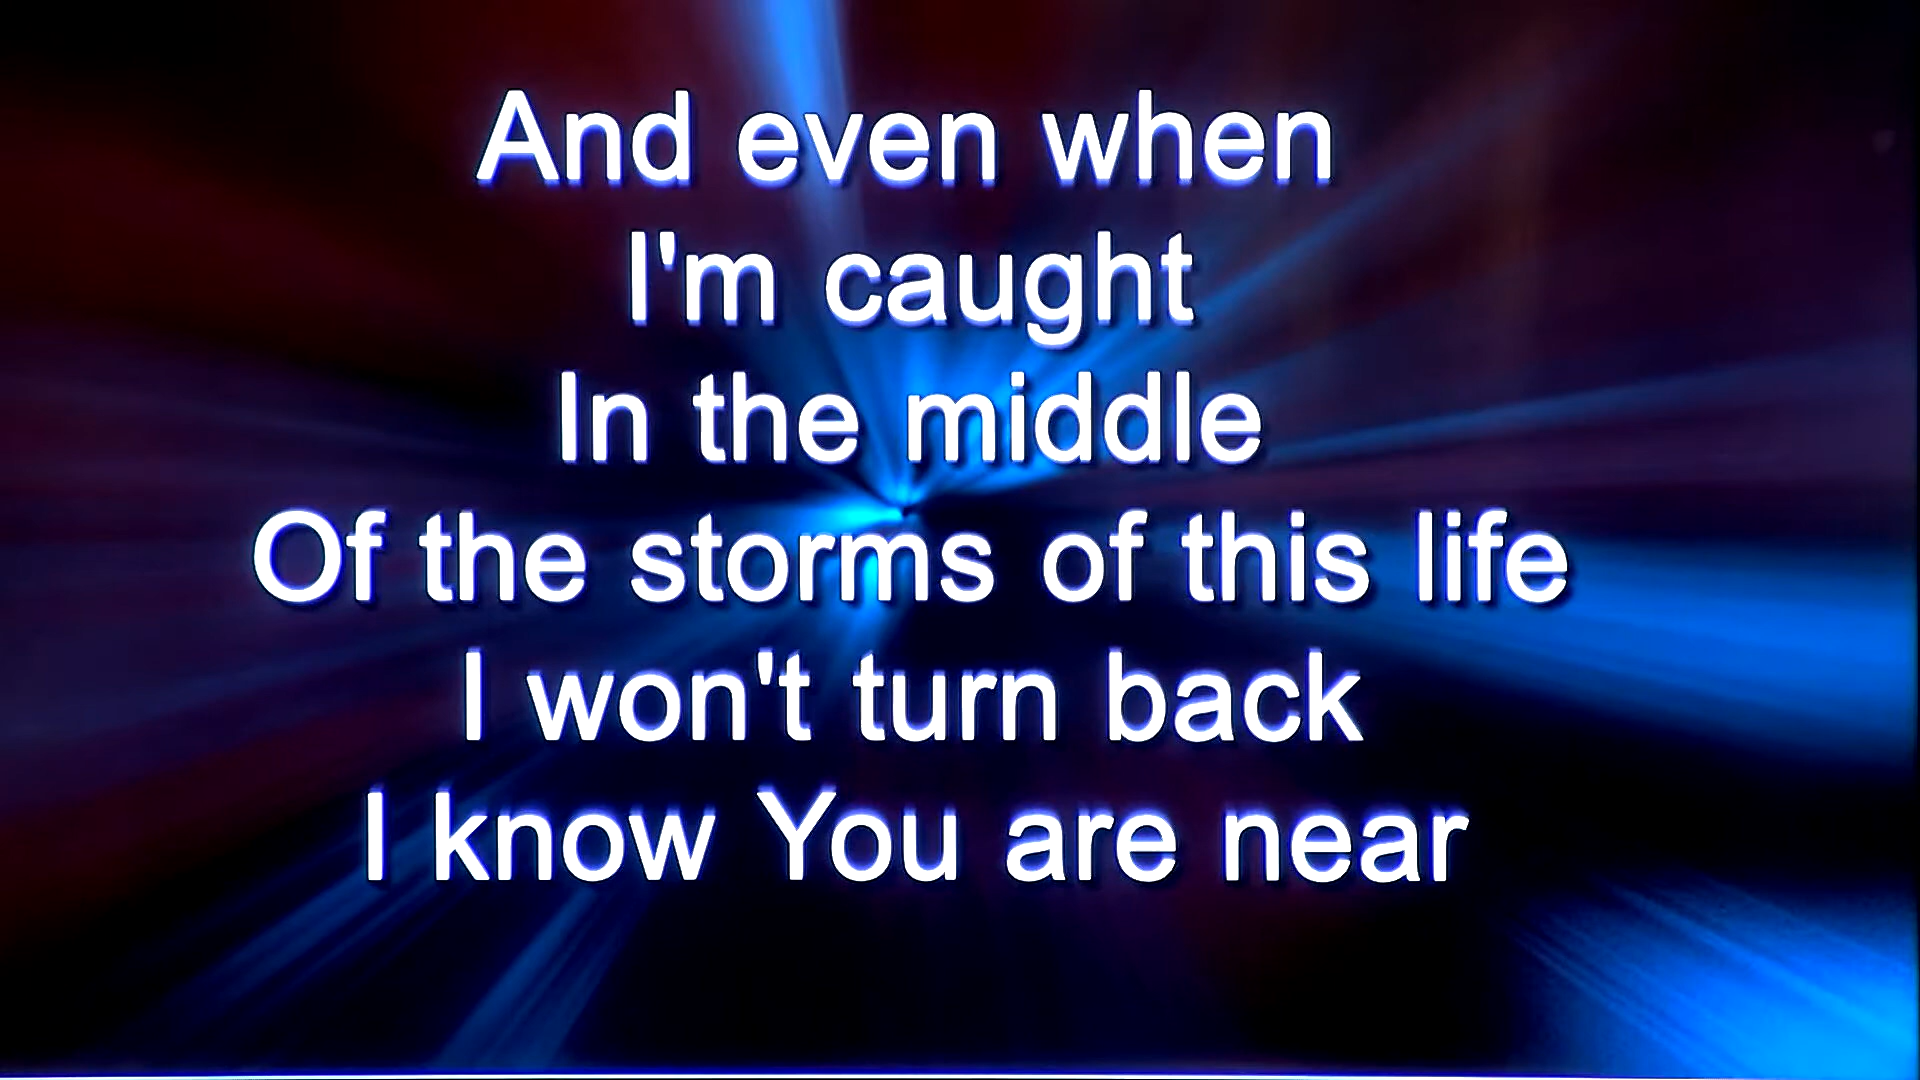 And even when
I'm caught
In the middle
Of the storms of this life
I won't turn back
I know You are near